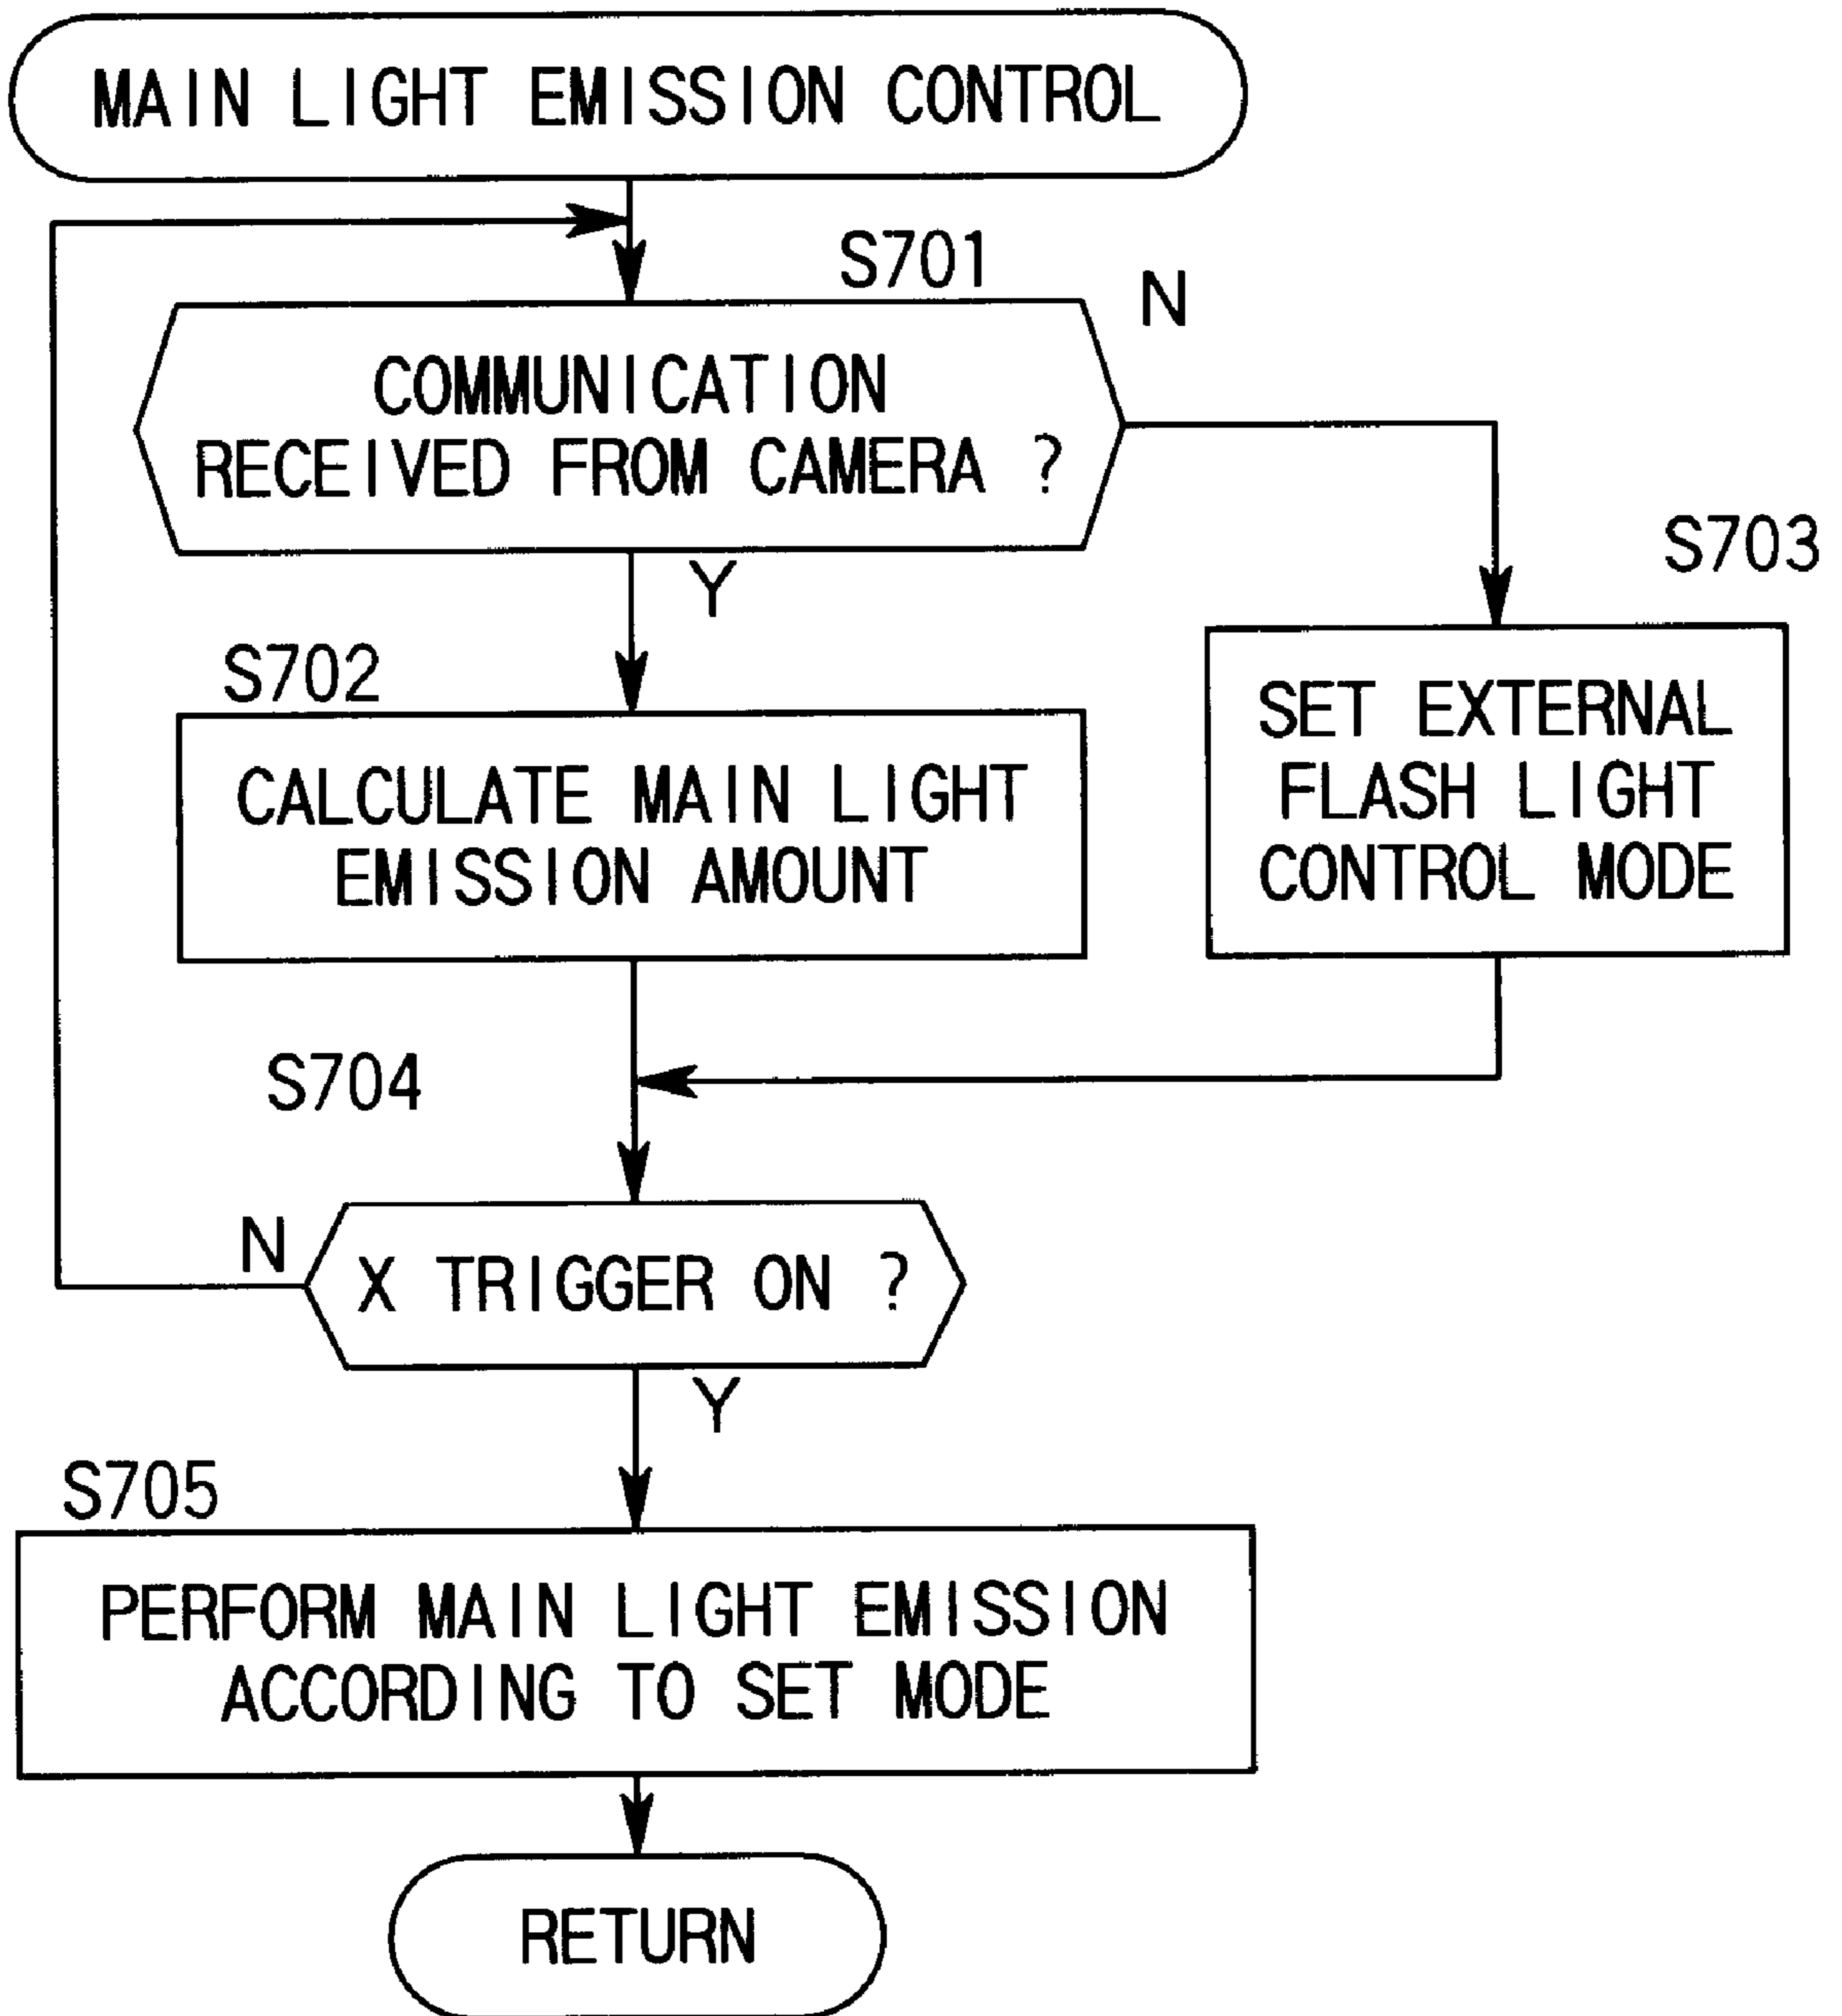 MAIN LIGHT EMISSION CONTROL
S701
N
COMMUNICATION
RECEIVED FROM CAMERA ?
Y
S703
SET EXTERNAL
FLASH LIGHT
CONTROL MODE
S702
CALCULATE MAIN LIGHT
EMISSION AMOUNT
S704
N
X TRIGGER ON ?
Y
S705
PERFORM MAIN LIGHT EMISSION
ACCORDING TO SET MODE
RETURN